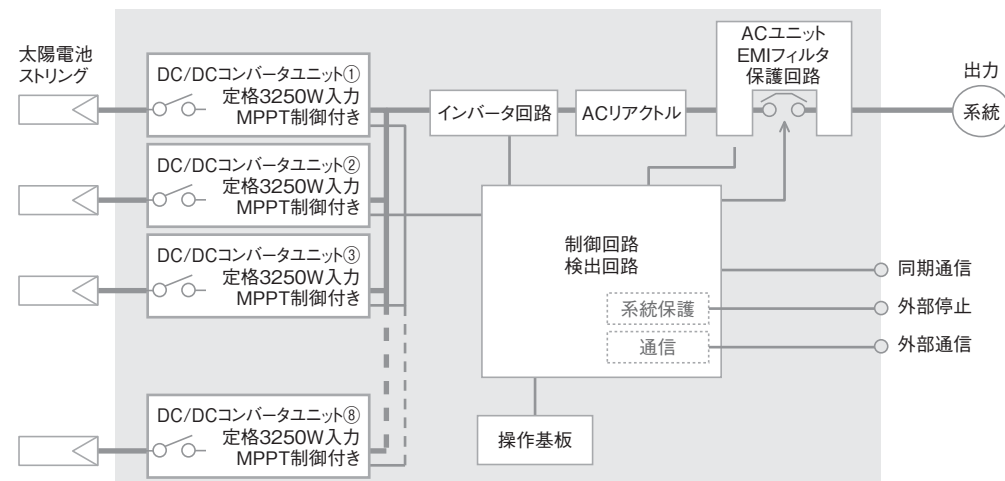 太陽電池
ストリング
DC/DCコンバータユニット①
定格3250W入力
MPPT制御付き
DC/DCコンバータユニット②
定格3250W入力
MPPT制御付き
DC/DCコンバータユニット③
定格3250W入力
MPPT制御付き
DC/DCコンバータユニット⑧
定格3250W入力
MPPT制御付き
インバータ回路
ACリアクトル
ACユニット
EMIフィルタ
保護回路
出力
系統
制御回路
検出回路
系統保護
通信
操作基板
同期通信
外部停止
外部通信